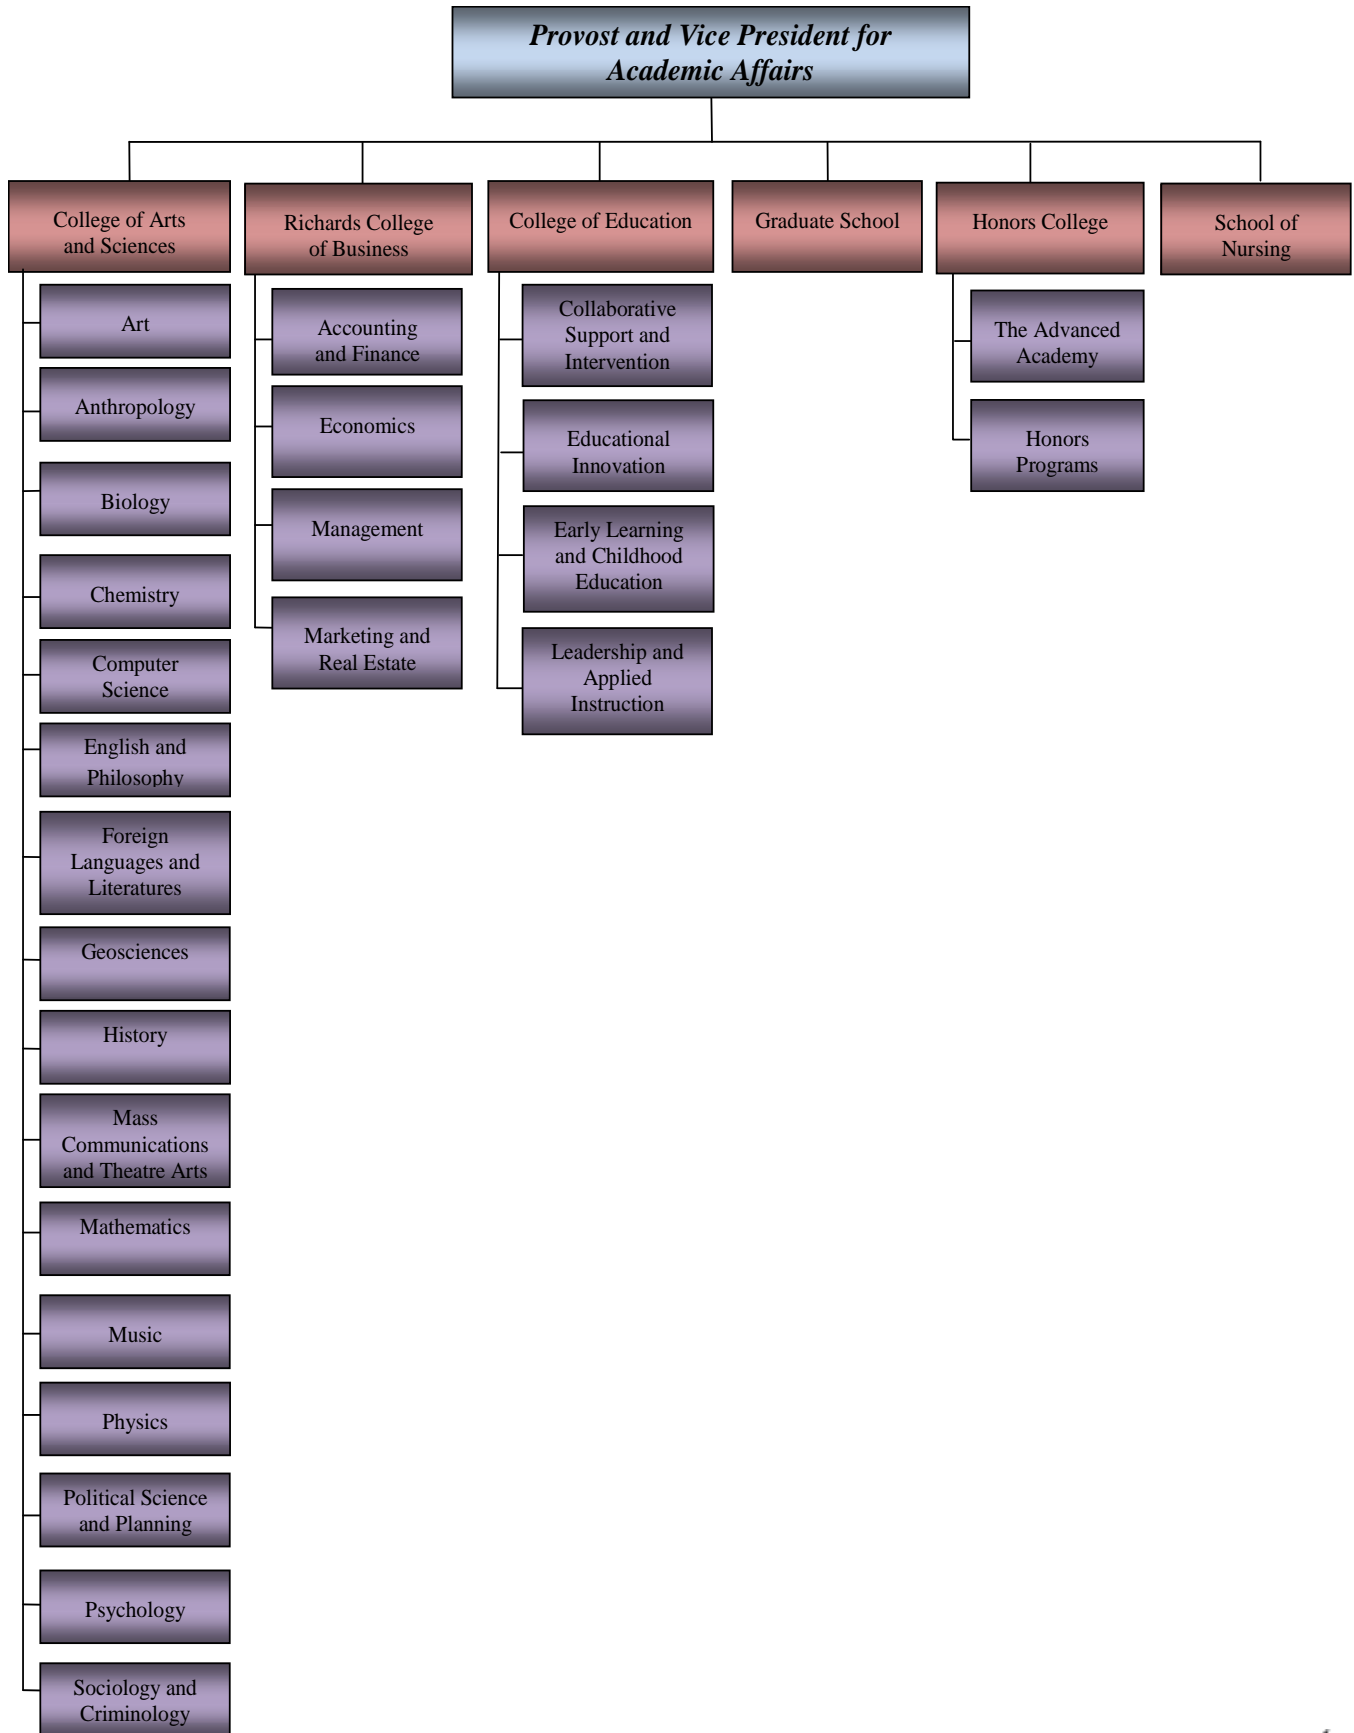 Provost and Vice President for
Academic Affairs
College of Arts
and Sciences
Art
Anthropology
Biology
Chemistry
Computer
Science
English and
Philosophy
Foreign
Languages and
Literatures
Geosciences
History
Mass
Communications
and Theatre Arts
Mathematics
Music
Physics
Political Science
and Planning
Psychology
Sociology and
Criminology
Richards College
of Business
Accounting
and Finance
Economics
Management
Marketing and
Real Estate
College of Education
Collaborative
Support and
Intervention
Educational
Innovation
Early Learning
and Childhood
Education
Leadership and
Applied
Instruction
Graduate School
Honors College
The Advanced
Academy
Honors
Programs
School of
Nursing